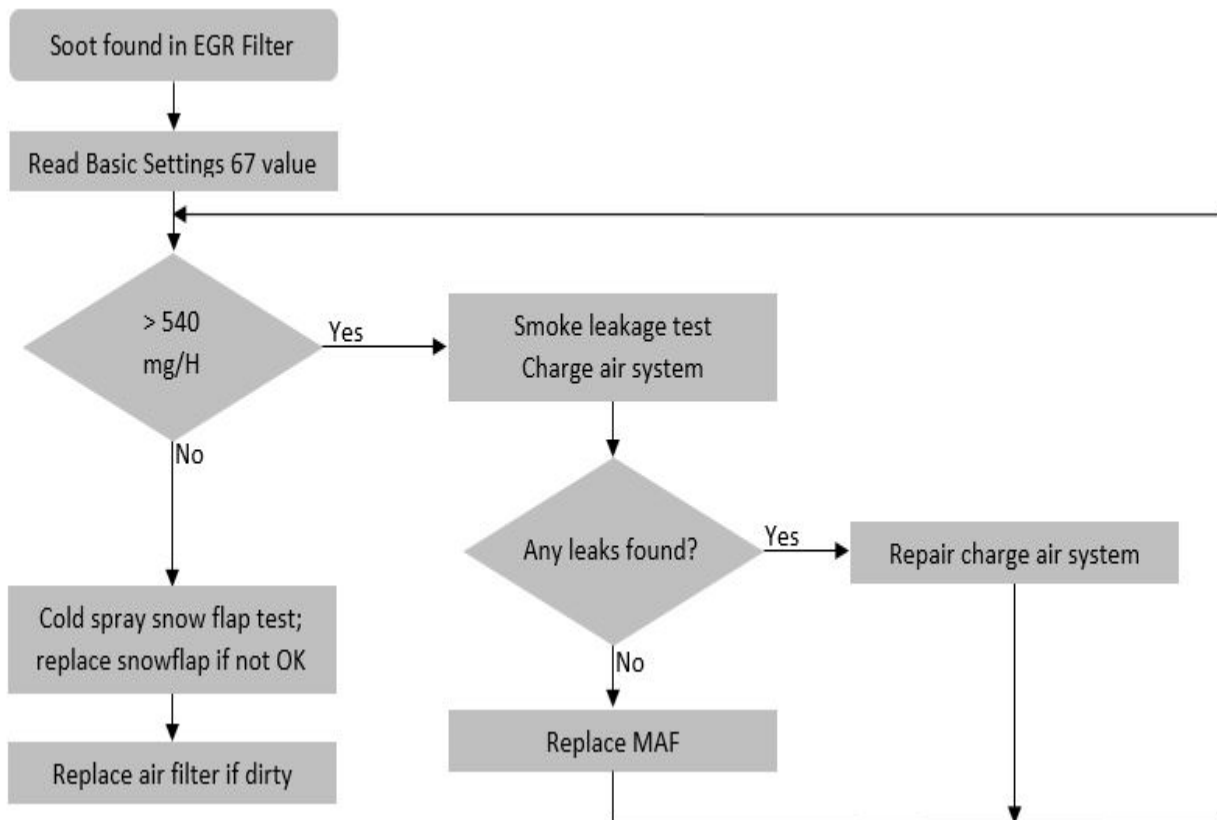 Soot found in EGR Filter
Read Basic Settings 67 value
> 540
mg/H
Yes
Smoke leakage test
Charge air system
No
Any leaks found?
Yes
Repair charge air system
Cold spray snow flap test;
replace snowflap if not OK
No
Replace MAF
Replace air filter if dirty